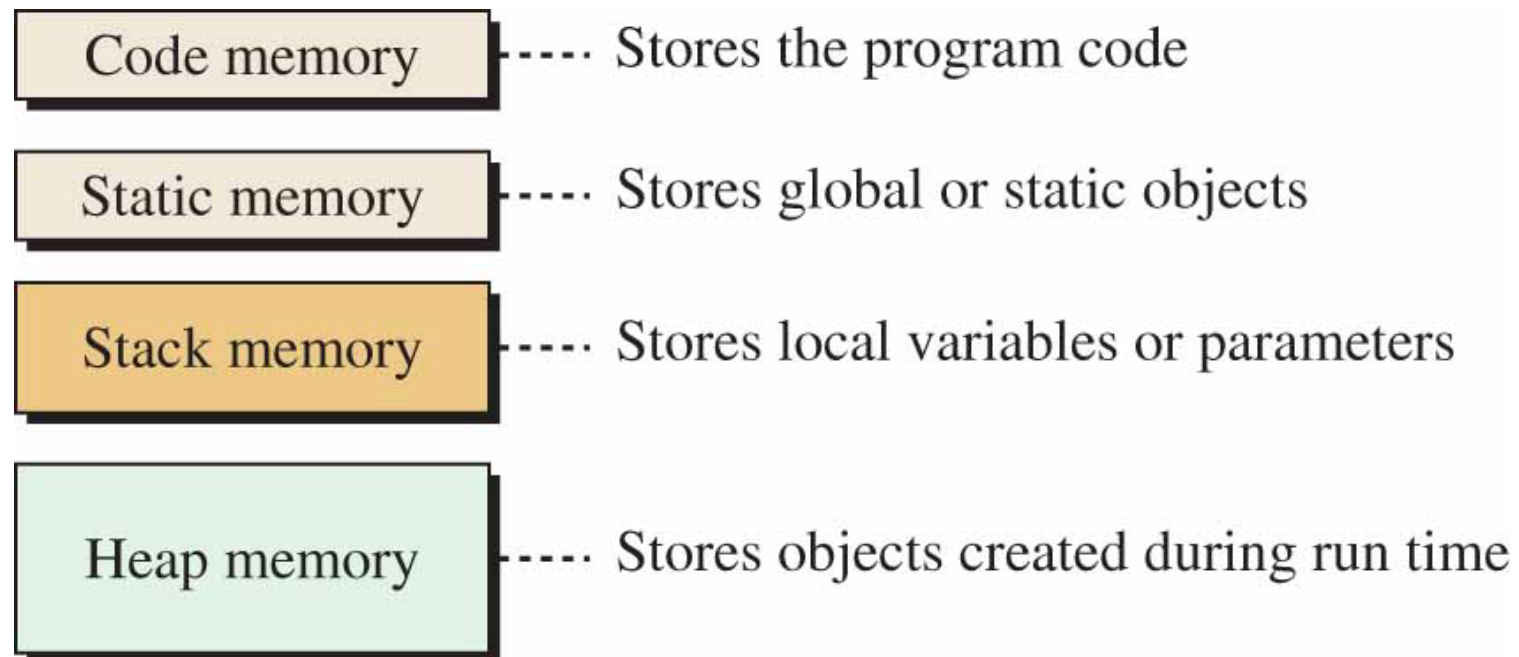 Code memory
Stores the program code
Static memory
Stores global or static objects
Stack memory
Stores local variables or parameters
Heap memory
Stores objects created during run time